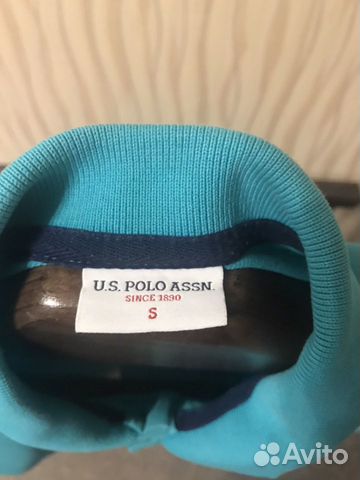 U.S. POLO ASSN.
SINCE 1890
S
Avito